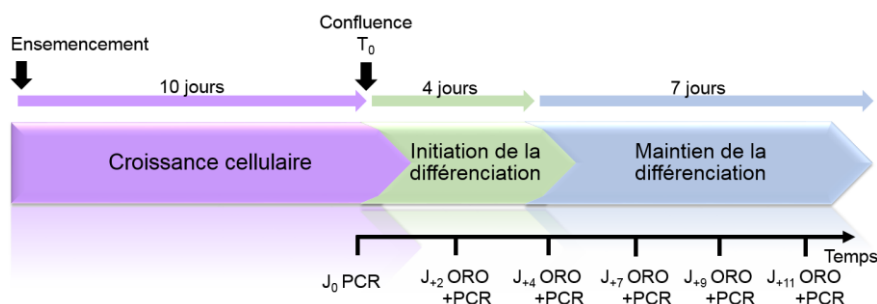 Confluence
Ensemencement
T₀
10 jours
4 jours
7 jours
Croissance cellulaire
Initiation de la
différenciation
Maintien de la
différenciation
Temps
J₀ PCR
J₊₂ ORO
+PCR
J₊₄ ORO
+PCR
J₊₇ ORO
+PCR
J₊₉ ORO
+PCR
J₊₁₁ ORO
+PCR